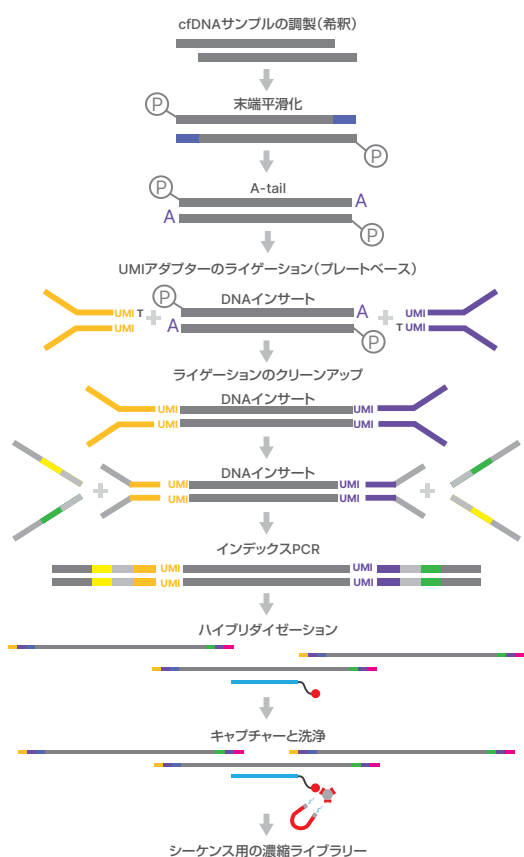 cfDNAサンプルの調製（希釈）
P
末端平滑化
P
P
A-tail
A
A
P
UMIアダプターのライゲーション（プレートベース）
P
DNAインサート
UMI T
A
UMI
UMI
A
T UMI
P
ライゲーションのクリーンアップ
DNAインサート
UMI
UMI
UMI
UMI
DNAインサート
UMI
UMI
UMI
UMI
インデックスPCR
UMI
UMI
UMI
UMI
ハイブリダイゼーション
キャプチャーと洗浄
シーケンス用の濃縮ライブラリー